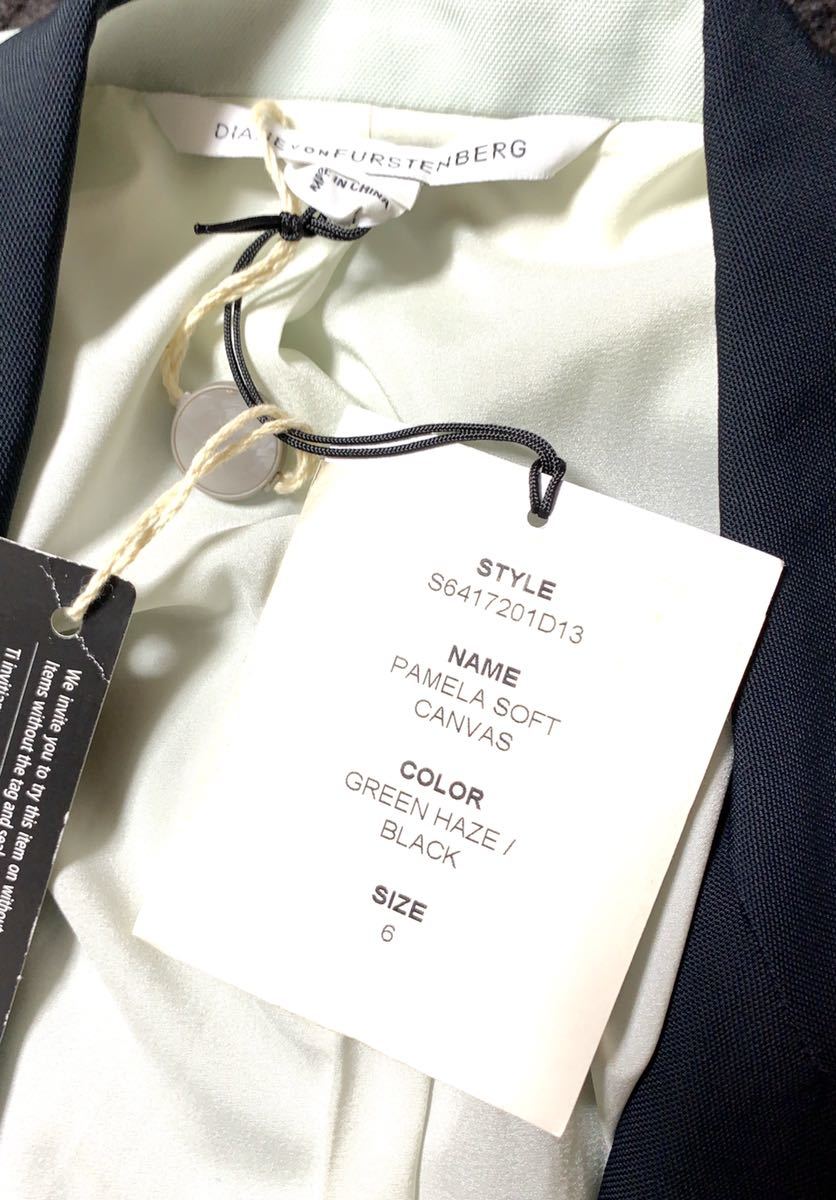 DIANE VON FURSTENBERG
MADE IN CHINA
STYLE
S6417201D13
NAME
PAMELA SOFT
CANVAS
COLOR
GREEN HAZE /
BLACK
SIZE
6
We invite you to try this item on without
Items without the tag and